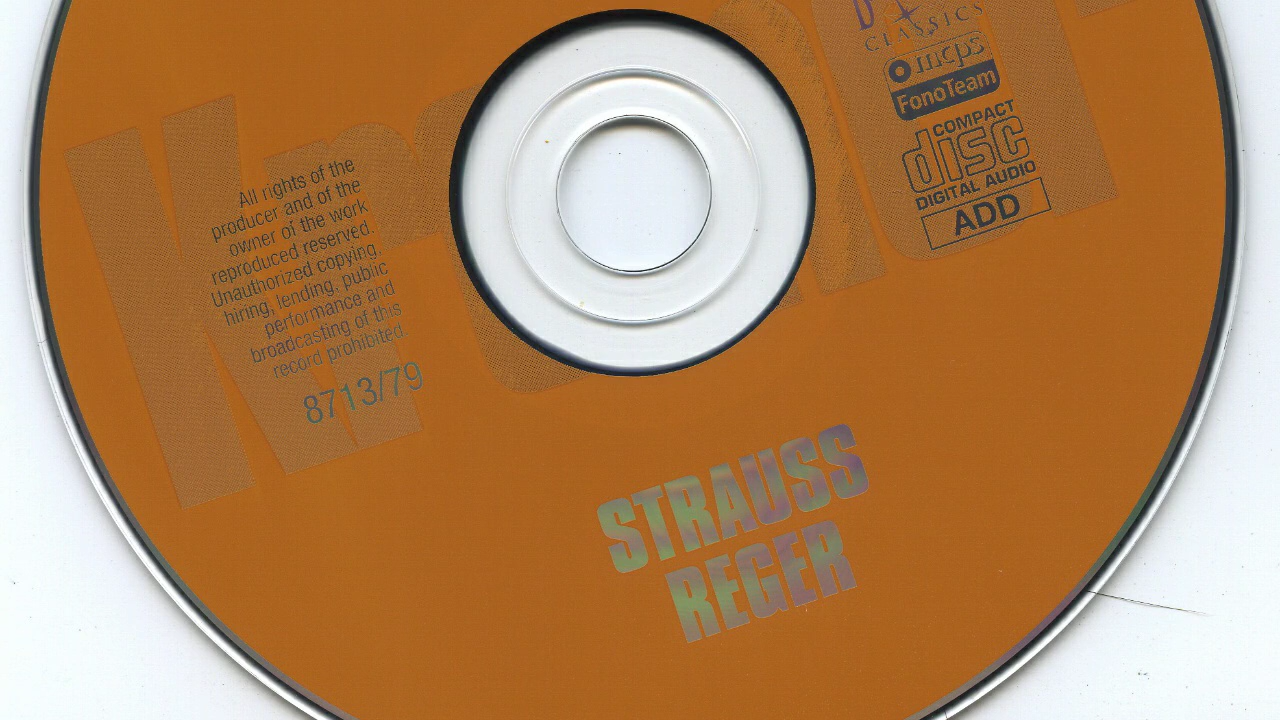 CLASSICS
mcps
FonoTeam
COMPACT
disc
DIGITAL AUDIO
ADD
All rights of the
producer and of the
owner of the work
reproduced reserved.
Unauthorized copying,
hiring, lending, public
performance and
broadcasting of this
record prohibited.
8713/79
STRAUSS
REGER